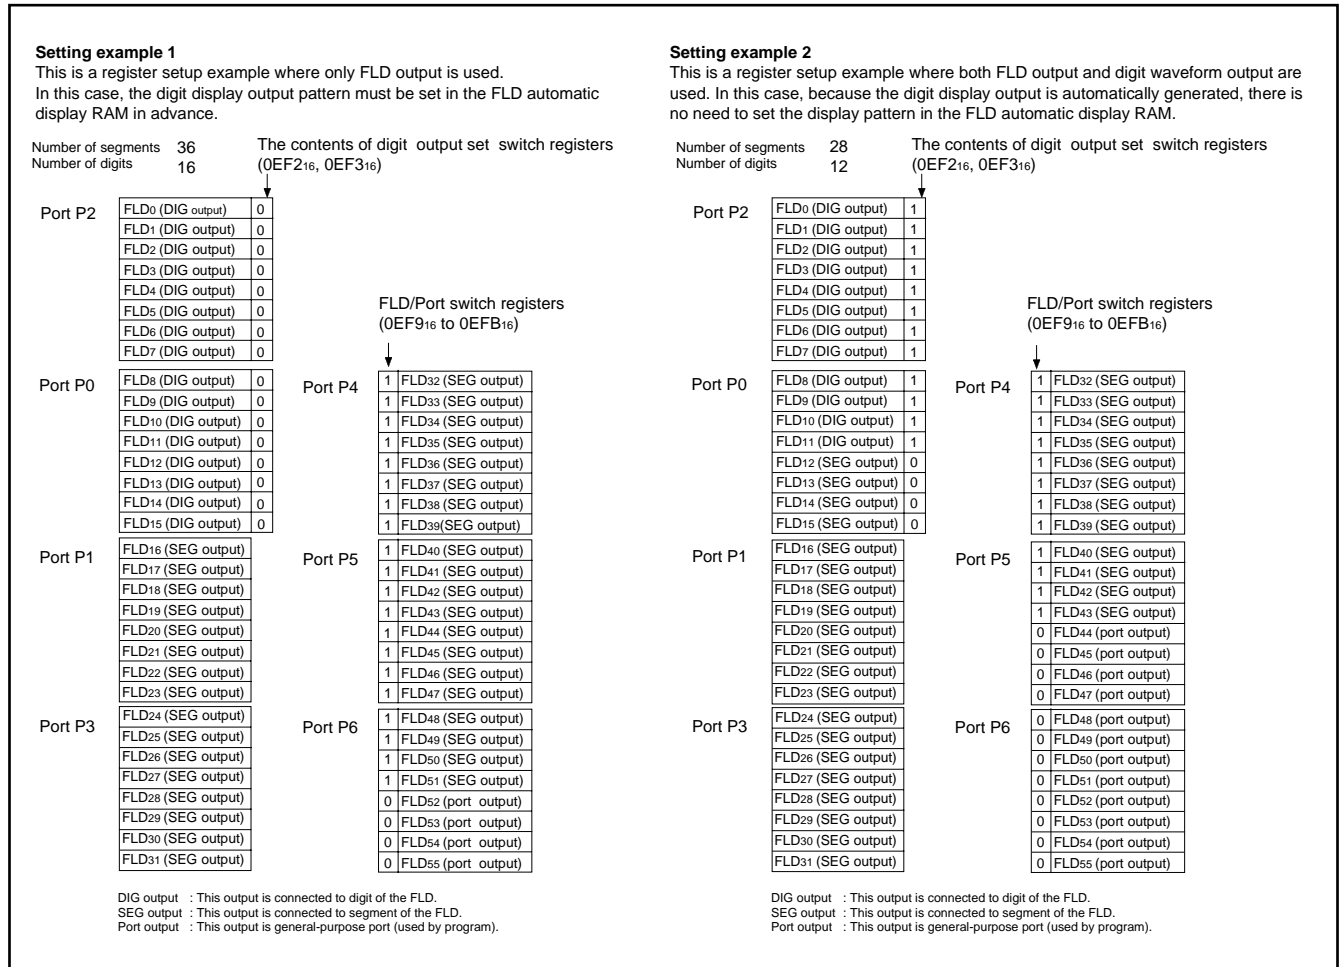 Setting example 1
This is a register setup example where only FLD output is used.
In this case, the digit display output pattern must be set in the FLD automatic
display RAM in advance.
Number of segments 36
Number of digits 16
The contents of digit output set switch registers
(0EF216, 0EF316)
Port P2
FLD0 (DIG output) 0
FLD1 (DIG output) 0
FLD2 (DIG output) 0
FLD3 (DIG output) 0
FLD4 (DIG output) 0
FLD5 (DIG output) 0
FLD6 (DIG output) 0
FLD7 (DIG output) 0
Port P0
FLD8 (DIG output) 0
FLD9 (DIG output) 0
FLD10 (DIG output) 0
FLD11 (DIG output) 0
FLD12 (DIG output) 0
FLD13 (DIG output) 0
FLD14 (DIG output) 0
FLD15 (DIG output) 0
Port P1
FLD16 (SEG output)
FLD17 (SEG output)
FLD18 (SEG output)
FLD19 (SEG output)
FLD20 (SEG output)
FLD21 (SEG output)
FLD22 (SEG output)
FLD23 (SEG output)
Port P3
FLD24 (SEG output)
FLD25 (SEG output)
FLD26 (SEG output)
FLD27 (SEG output)
FLD28 (SEG output)
FLD29 (SEG output)
FLD30 (SEG output)
FLD31 (SEG output)
FLD/Port switch registers
(0EF916 to 0EFB16)
Port P4
1 FLD32 (SEG output)
1 FLD33 (SEG output)
1 FLD34 (SEG output)
1 FLD35 (SEG output)
1 FLD36 (SEG output)
1 FLD37 (SEG output)
1 FLD38 (SEG output)
1 FLD39(SEG output)
Port P5
1 FLD40 (SEG output)
1 FLD41 (SEG output)
1 FLD42 (SEG output)
1 FLD43 (SEG output)
1 FLD44 (SEG output)
1 FLD45 (SEG output)
1 FLD46 (SEG output)
1 FLD47 (SEG output)
Port P6
1 FLD48 (SEG output)
1 FLD49 (SEG output)
1 FLD50 (SEG output)
1 FLD51 (SEG output)
0 FLD52 (port output)
0 FLD53 (port output)
0 FLD54 (port output)
0 FLD55 (port output)
DIG output : This output is connected to digit of the FLD.
SEG output : This output is connected to segment of the FLD.
Port output : This output is general-purpose port (used by program).
Setting example 2
This is a register setup example where both FLD output and digit waveform output are
used. In this case, because the digit display output is automatically generated, there is
no need to set the display pattern in the FLD automatic display RAM.
Number of segments 28
Number of digits 12
The contents of digit output set switch registers
(0EF216, 0EF316)
Port P2
FLD0 (DIG output) 1
FLD1 (DIG output) 1
FLD2 (DIG output) 1
FLD3 (DIG output) 1
FLD4 (DIG output) 1
FLD5 (DIG output) 1
FLD6 (DIG output) 1
FLD7 (DIG output) 1
Port P0
FLD8 (DIG output) 1
FLD9 (DIG output) 1
FLD10 (DIG output) 1
FLD11 (DIG output) 1
FLD12 (SEG output) 0
FLD13 (SEG output) 0
FLD14 (SEG output) 0
FLD15 (SEG output) 0
Port P1
FLD16 (SEG output)
FLD17 (SEG output)
FLD18 (SEG output)
FLD19 (SEG output)
FLD20 (SEG output)
FLD21 (SEG output)
FLD22 (SEG output)
FLD23 (SEG output)
Port P3
FLD24 (SEG output)
FLD25 (SEG output)
FLD26 (SEG output)
FLD27 (SEG output)
FLD28 (SEG output)
FLD29 (SEG output)
FLD30 (SEG output)
FLD31 (SEG output)
FLD/Port switch registers
(0EF916 to 0EFB16)
Port P4
1 FLD32 (SEG output)
1 FLD33 (SEG output)
1 FLD34 (SEG output)
1 FLD35 (SEG output)
1 FLD36 (SEG output)
1 FLD37 (SEG output)
1 FLD38 (SEG output)
1 FLD39 (SEG output)
Port P5
1 FLD40 (SEG output)
1 FLD41 (SEG output)
1 FLD42 (SEG output)
1 FLD43 (SEG output)
0 FLD44 (port output)
0 FLD45 (port output)
0 FLD46 (port output)
0 FLD47 (port output)
Port P6
0 FLD48 (port output)
0 FLD49 (port output)
0 FLD50 (port output)
0 FLD51 (port output)
0 FLD52 (port output)
0 FLD53 (port output)
0 FLD54 (port output)
0 FLD55 (port output)
DIG output : This output is connected to digit of the FLD.
SEG output : This output is connected to segment of the FLD.
Port output : This output is general-purpose port (used by program).